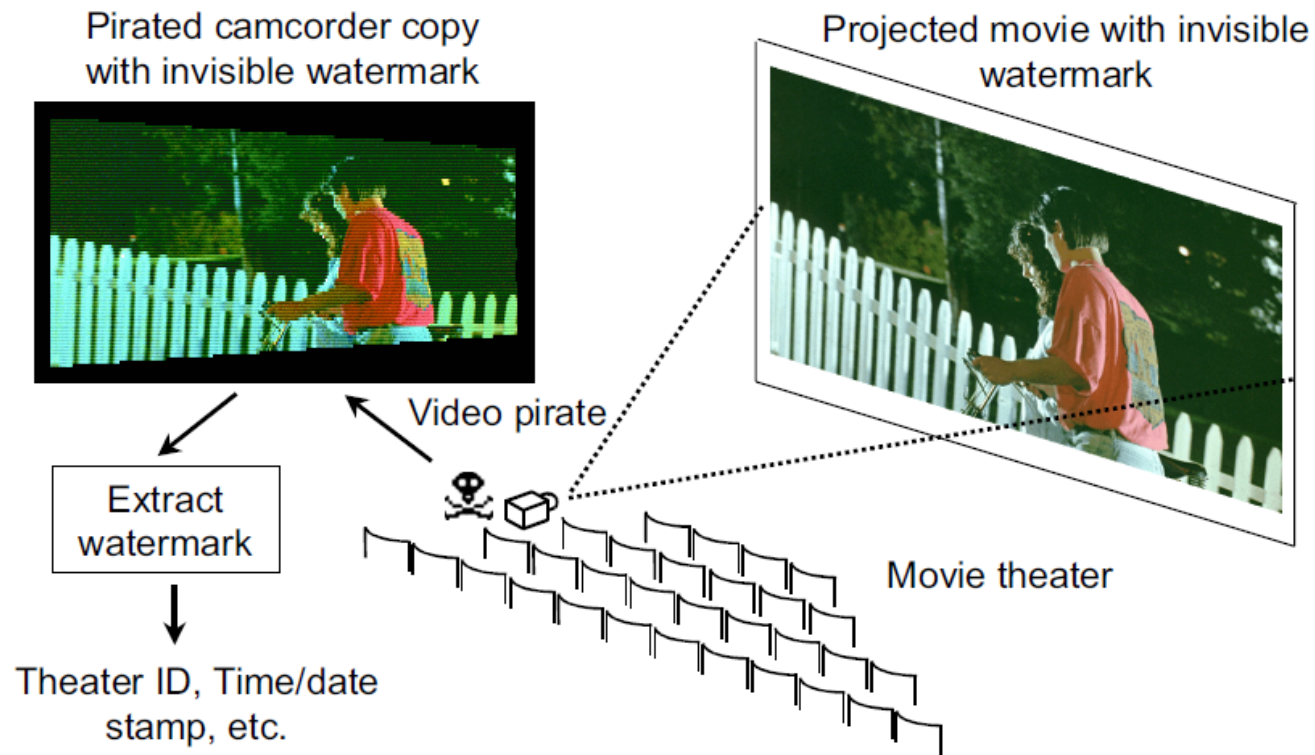 Pirated camcorder copy
with invisible watermark
Projected movie with invisible
watermark
Video pirate
Extract
watermark
Movie theater
Theater ID, Time/date
stamp, etc.